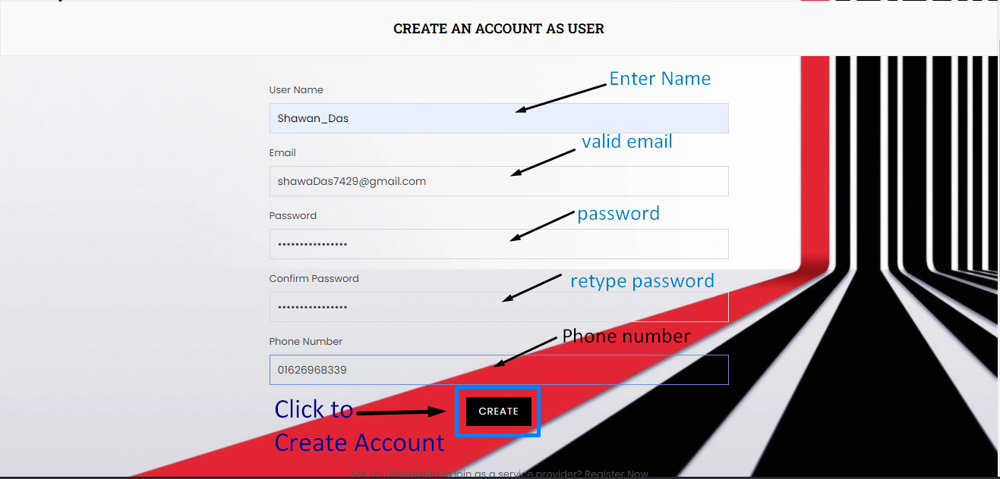 CREATE AN ACCOUNT AS USER
Enter Name
User Name
Shawan_Das
valid email
Email
shawaDas7429@gmail.com
password
Password
••••••••••••••••
retype password
Confirm Password
••••••••••••••••
Phone number
Phone Number
01626968339
Click to
Create Account
CREATE
Are you Interested to join as a service provider? Register Now